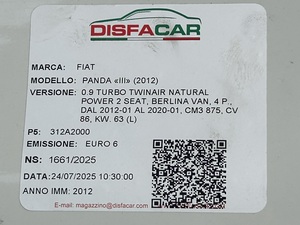 DISFACAR
MARCA: FIAT
MODELLO: PANDA «III» (2012)
VERSIONE: 0.9 TURBO TWINAIR NATURAL
POWER 2 SEAT, BERLINA VAN, 4 P.,
DAL 2012-01 AL 2020-01, CM3 875, CV
86, KW. 63 (L)
P5: 312A2000
EMISSIONE: EURO 6
NS: 1661/2025
DATA:24/07/2025 10:30:00
ANNO IMM: 2012
E-mail: magazzino@disfacar.com